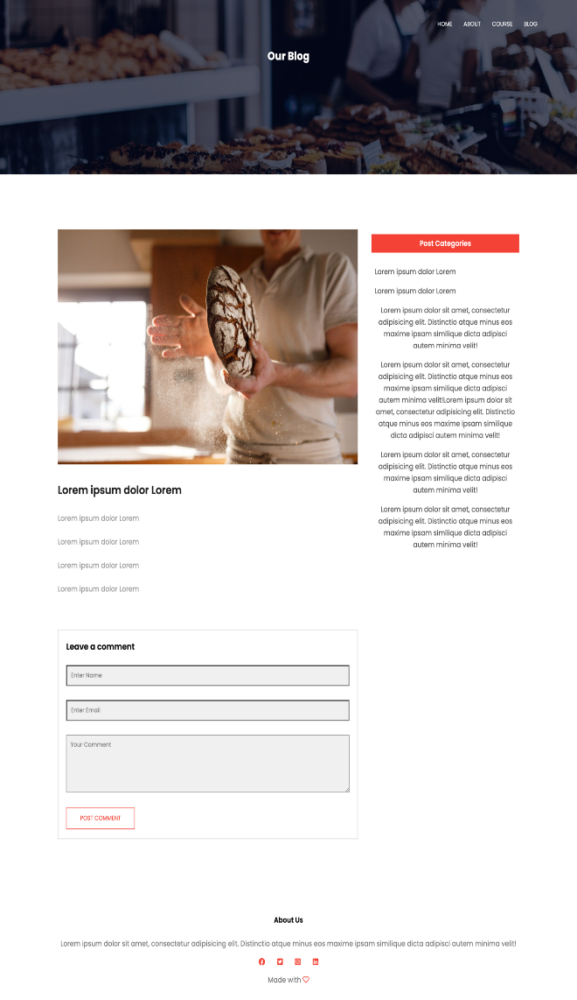 HOME ABOUT COURSE BLOG
Our Blog
Lorem ipsum dolor Lorem
Lorem ipsum dolor Lorem
Lorem ipsum dolor Lorem
Lorem ipsum dolor Lorem
Lorem ipsum dolor Lorem
Leave a comment
Enter Name
Enter Email
Your Comment
POST COMMENT
Post Categories
Lorem ipsum dolor Lorem
Lorem ipsum dolor Lorem
Lorem ipsum dolor sit amet, consectetur
adipisicing elit. Distinctio atque minus eos
maxime ipsam similique dicta adipisci
autem minima velit!
Lorem ipsum dolor sit amet, consectetur
adipisicing elit. Distinctio atque minus eos
maxime ipsam similique dicta adipisci
autem minima velit!Lorem ipsum dolor sit
amet, consectetur adipisicing elit. Distinctio
atque minus eos maxime ipsam similique
dicta adipisci autem minima velit!
Lorem ipsum dolor sit amet, consectetur
adipisicing elit. Distinctio atque minus eos
maxime ipsam similique dicta adipisci
autem minima velit!
Lorem ipsum dolor sit amet, consectetur
adipisicing elit. Distinctio atque minus eos
maxime ipsam similique dicta adipisci
autem minima velit!
About Us
Lorem ipsum dolor sit amet, consectetur adipisicing elit. Distinctio atque minus eos maxime ipsam similique dicta adipisci autem minima velit!
Made with